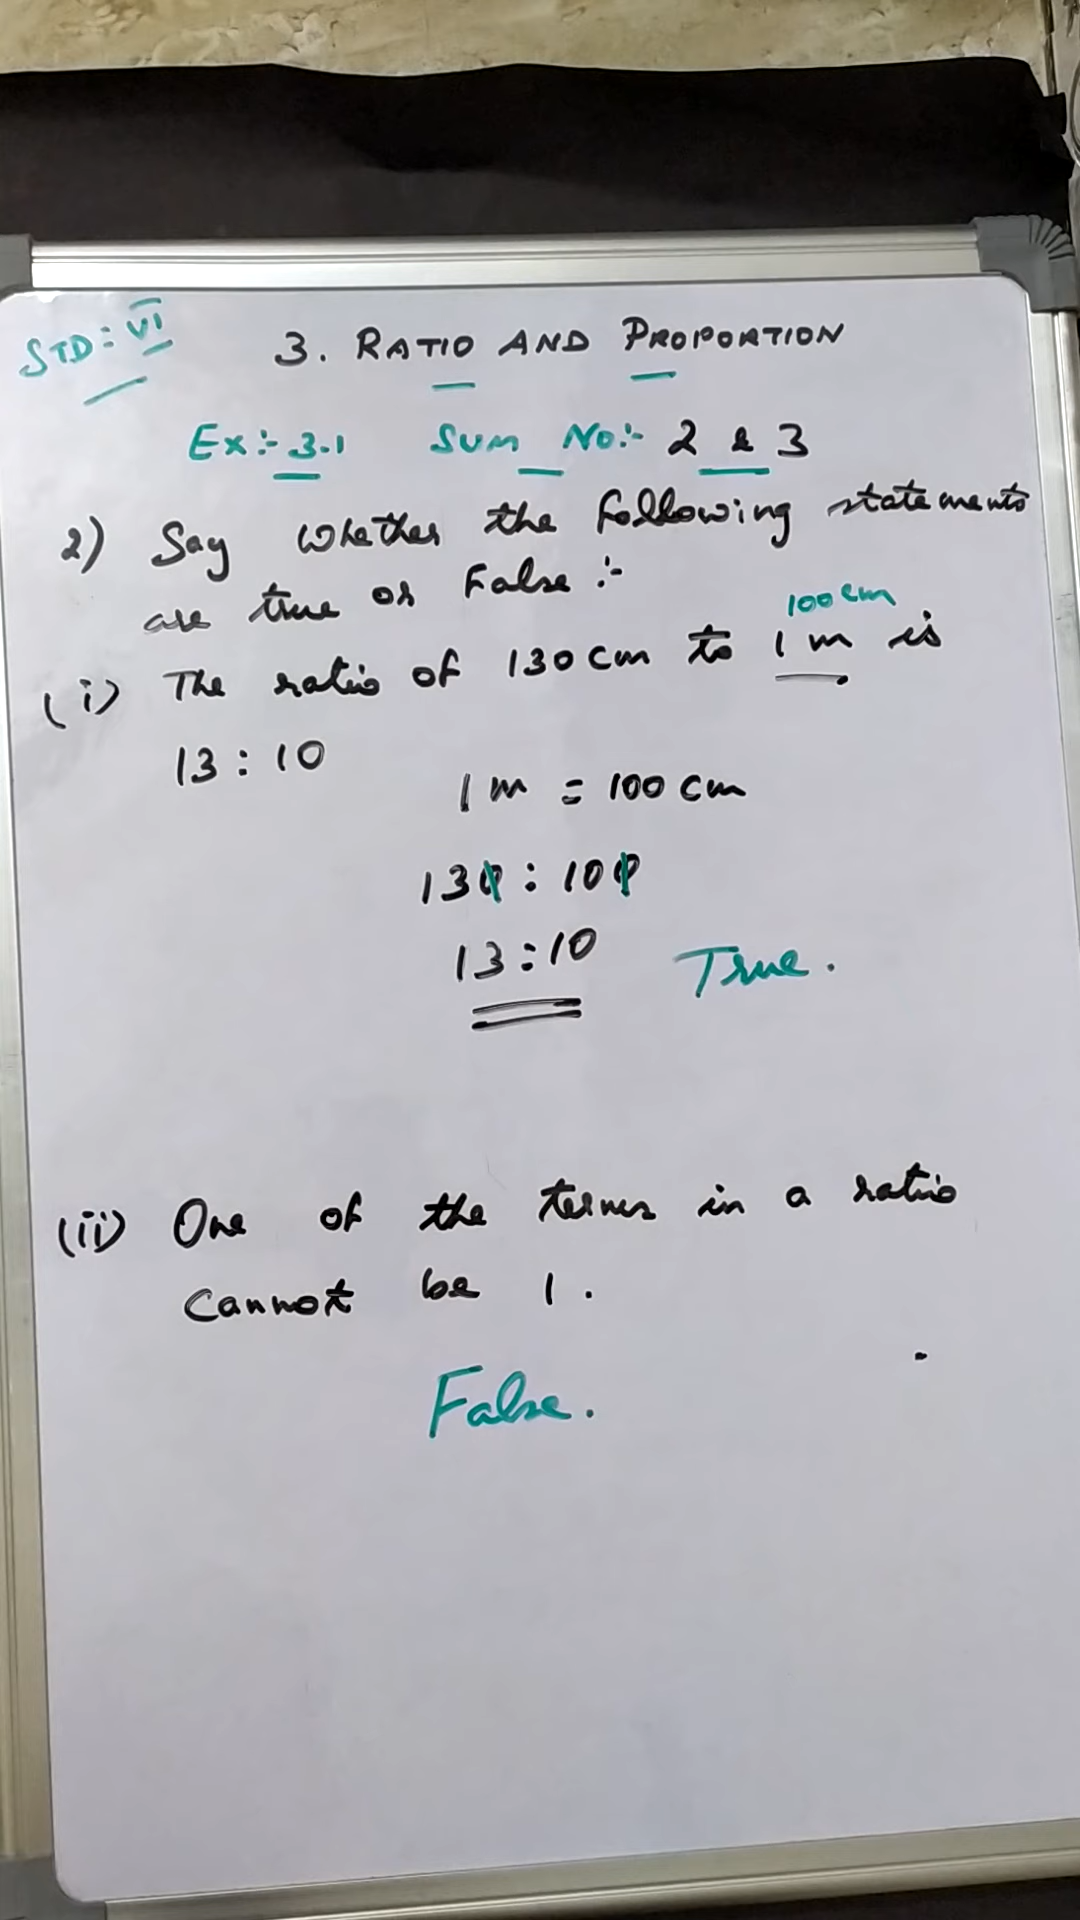 STD: VI
3. RATIO AND PROPORTION
Ex:- 3.1 Sum No:- 2 & 3
2) Say whether the following statements
are true or False :-
100 cm
(i) The ratio of 130 cm to 1 m is
13 : 10
1 m = 100 cm
130 : 100
13 : 10 True.
(ii) One of the terms in a ratio
cannot be 1.
False.